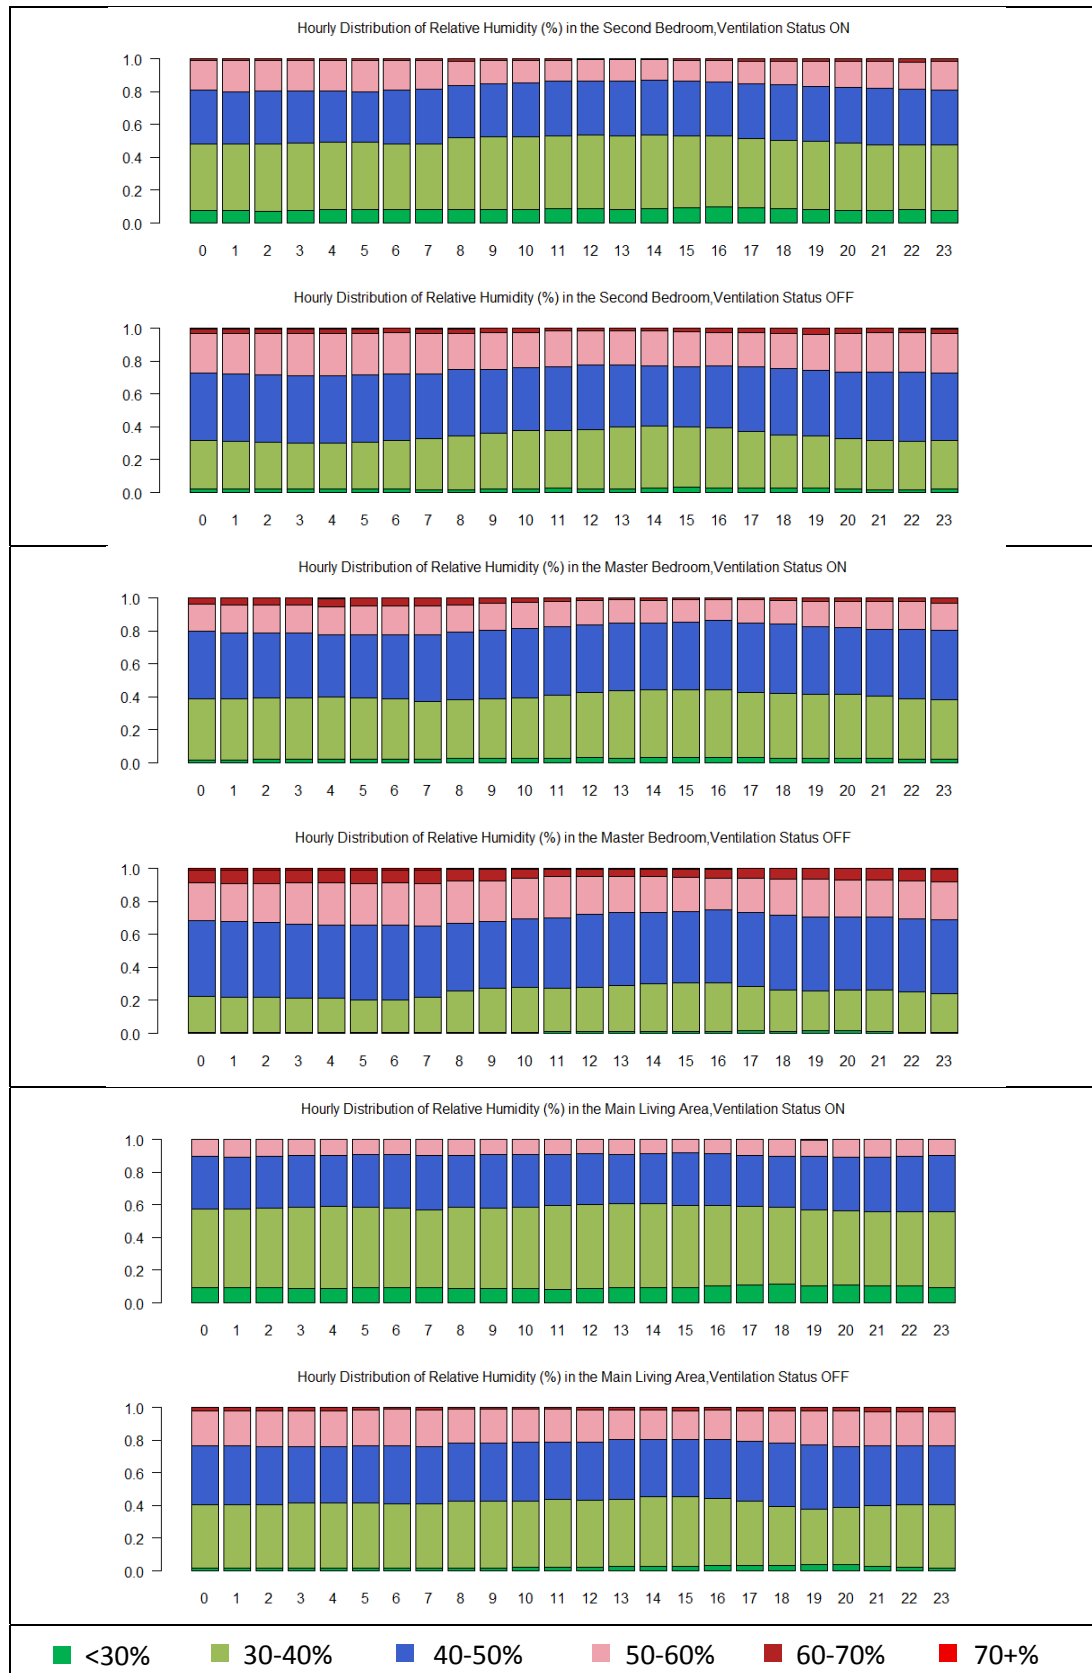 Hourly Distribution of Relative Humidity (%) in the Second Bedroom,Ventilation Status ON
1.0
0.8
0.6
0.4
0.2
0.0
0 1 2 3 4 5 6 7 8 9 10 11 12 13 14 15 16 17 18 19 20 21 22 23
Hourly Distribution of Relative Humidity (%) in the Second Bedroom,Ventilation Status OFF
1.0
0.8
0.6
0.4
0.2
0.0
0 1 2 3 4 5 6 7 8 9 10 11 12 13 14 15 16 17 18 19 20 21 22 23
Hourly Distribution of Relative Humidity (%) in the Master Bedroom,Ventilation Status ON
1.0
0.8
0.6
0.4
0.2
0.0
0 1 2 3 4 5 6 7 8 9 10 11 12 13 14 15 16 17 18 19 20 21 22 23
Hourly Distribution of Relative Humidity (%) in the Master Bedroom,Ventilation Status OFF
1.0
0.8
0.6
0.4
0.2
0.0
0 1 2 3 4 5 6 7 8 9 10 11 12 13 14 15 16 17 18 19 20 21 22 23
Hourly Distribution of Relative Humidity (%) in the Main Living Area,Ventilation Status ON
1.0
0.8
0.6
0.4
0.2
0.0
0 1 2 3 4 5 6 7 8 9 10 11 12 13 14 15 16 17 18 19 20 21 22 23
Hourly Distribution of Relative Humidity (%) in the Main Living Area,Ventilation Status OFF
1.0
0.8
0.6
0.4
0.2
0.0
0 1 2 3 4 5 6 7 8 9 10 11 12 13 14 15 16 17 18 19 20 21 22 23
<30% 30-40% 40-50% 50-60% 60-70% 70+%